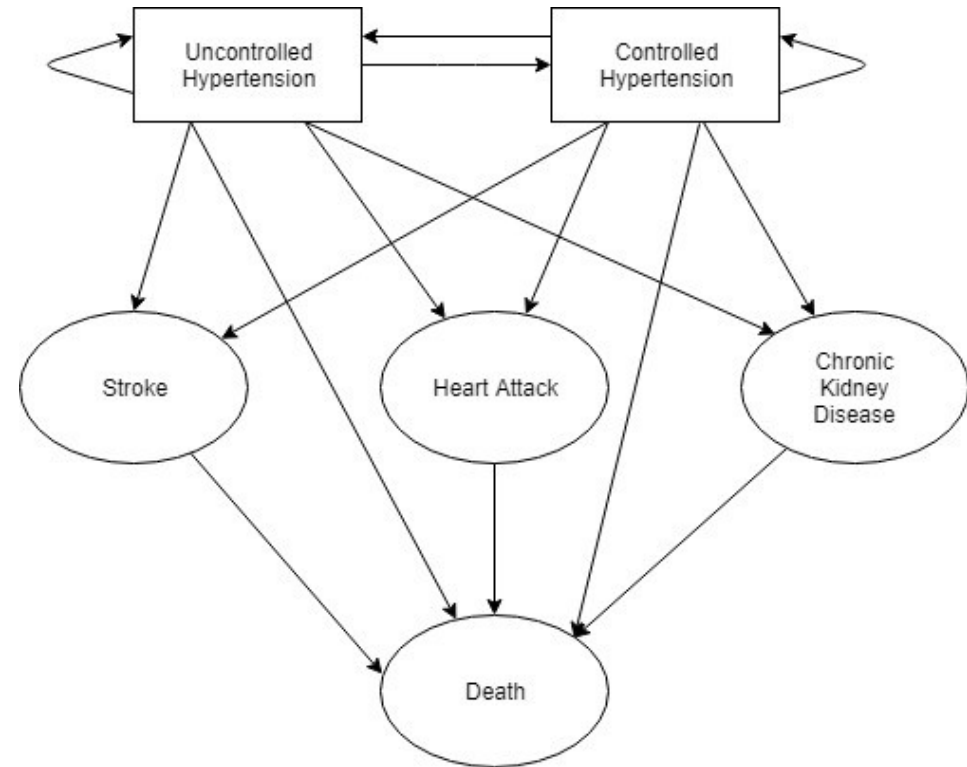 Uncontrolled
Hypertension
Controlled
Hypertension
Stroke
Heart Attack
Chronic
Kidney
Disease
Death